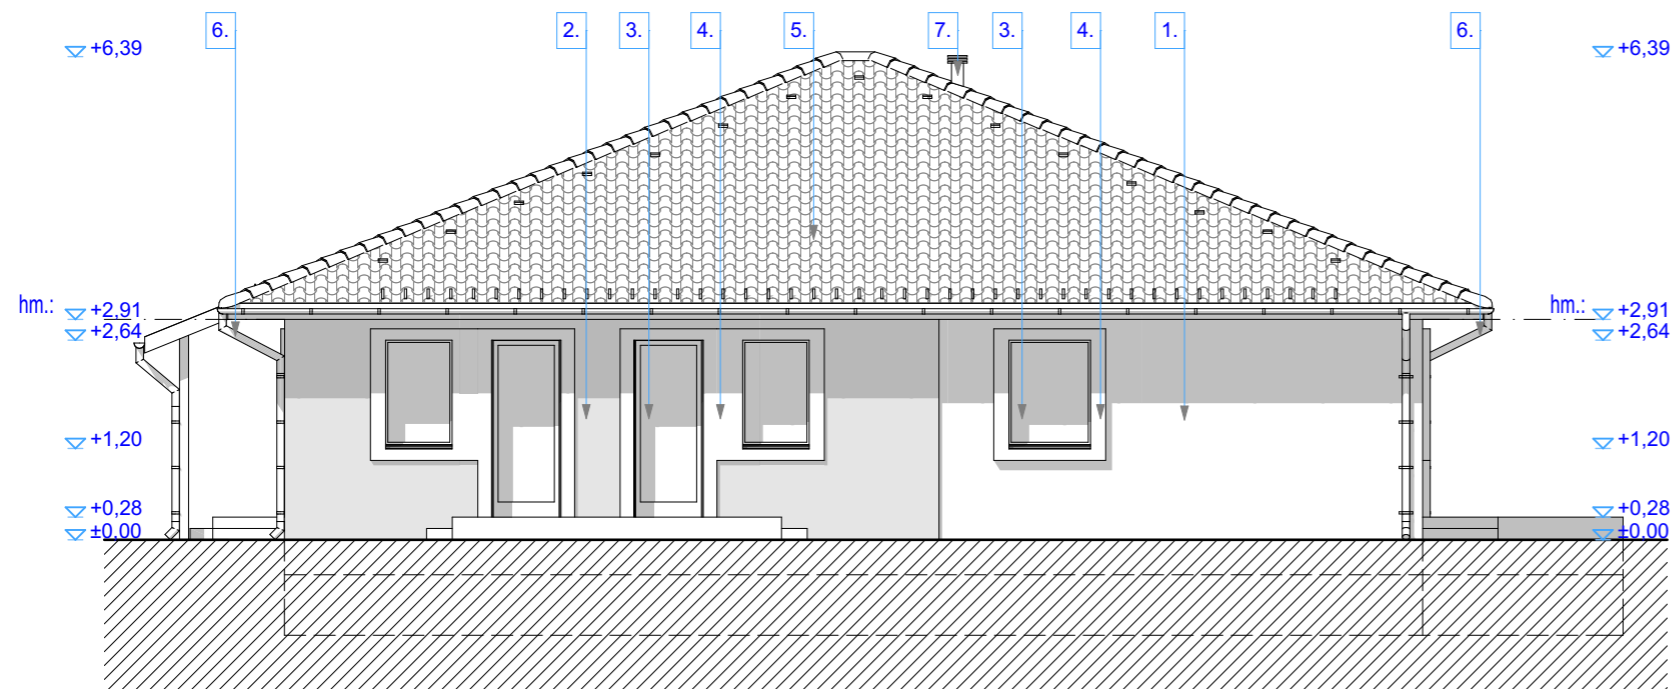 6. 2. 3. 4. 5. 7. 3. 4. 1. 6.
+6,39 +6,39
hm.: +2,91 hm.: +2,91
+2,64 +2,64
+1,20 +1,20
+0,28 +0,28
±0,00 ±0,00